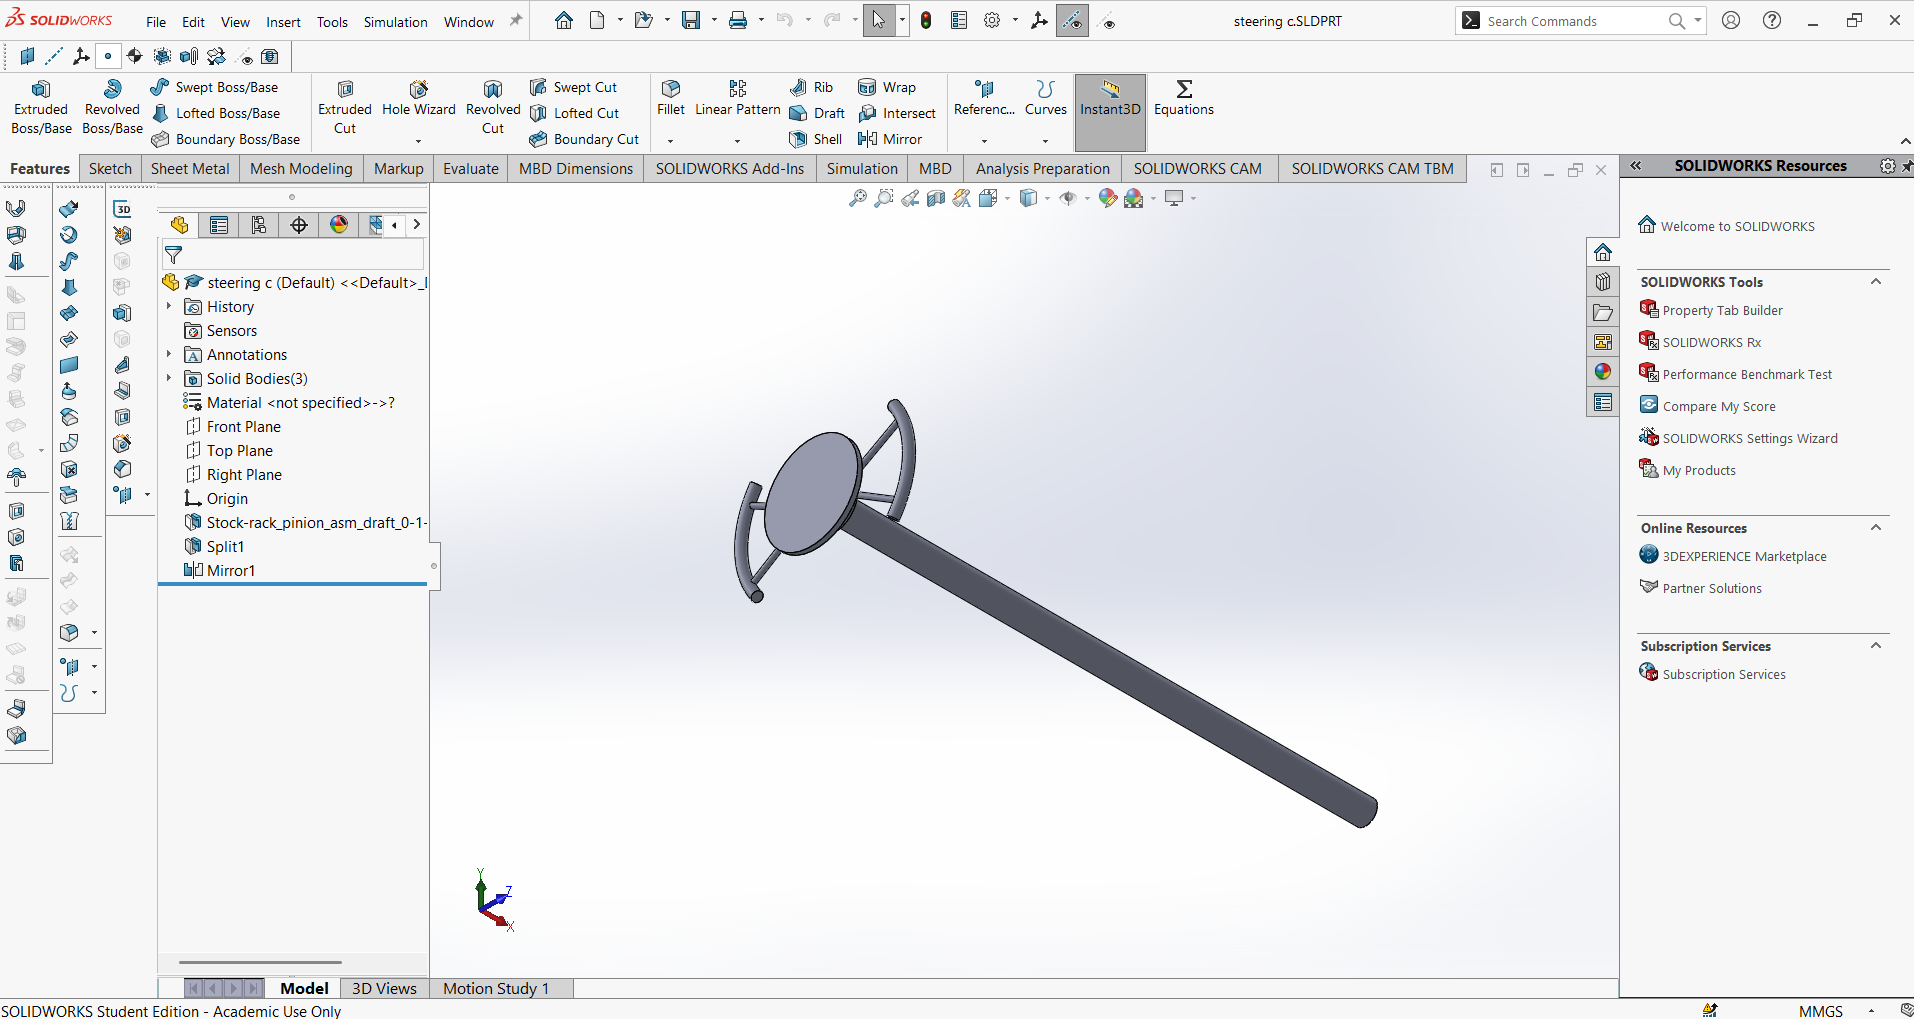 SOLIDWORKS File Edit View Insert Tools Simulation Window steering c.SLDPRT Search Commands
Extruded Boss/Base
Revolved Boss/Base
Swept Boss/Base
Lofted Boss/Base
Boundary Boss/Base
Extruded Cut
Hole Wizard
Revolved Cut
Swept Cut
Lofted Cut
Boundary Cut
Fillet
Linear Pattern
Rib
Draft
Shell
Wrap
Intersect
Mirror
Referenc...
Curves
Instant3D
Equations
Features Sketch Sheet Metal Mesh Modeling Markup Evaluate MBD Dimensions SOLIDWORKS Add-Ins Simulation MBD Analysis Preparation SOLIDWORKS CAM SOLIDWORKS CAM TBM
3D
steering c (Default) <<Default>_
History
Sensors
Annotations
Solid Bodies(3)
Material <not specified>->?
Front Plane
Top Plane
Right Plane
Origin
Stock-rack_pinion_asm_draft_0-1-
Split1
Mirror1
Y
Z
X
SOLIDWORKS Resources
Welcome to SOLIDWORKS
SOLIDWORKS Tools
Property Tab Builder
SOLIDWORKS Rx
Performance Benchmark Test
Compare My Score
SOLIDWORKS Settings Wizard
My Products
Online Resources
3DEXPERIENCE Marketplace
Partner Solutions
Subscription Services
Subscription Services
Model 3D Views Motion Study 1
SOLIDWORKS Student Edition - Academic Use Only MMGS